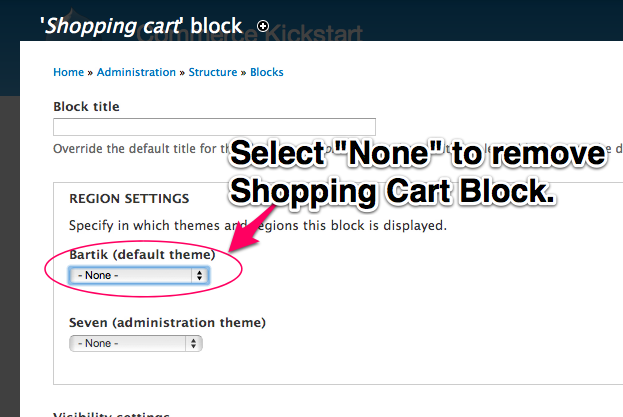 'Shopping cart' block
Commerce Kickstart
Home » Administration » Structure » Blocks
Block title
Override the default title for the
Select "None" to remove
Shopping Cart Block.
REGION SETTINGS
Specify in which themes and regions this block is displayed.
Bartik (default theme)
- None -
Seven (administration theme)
- None -
Visibility settings